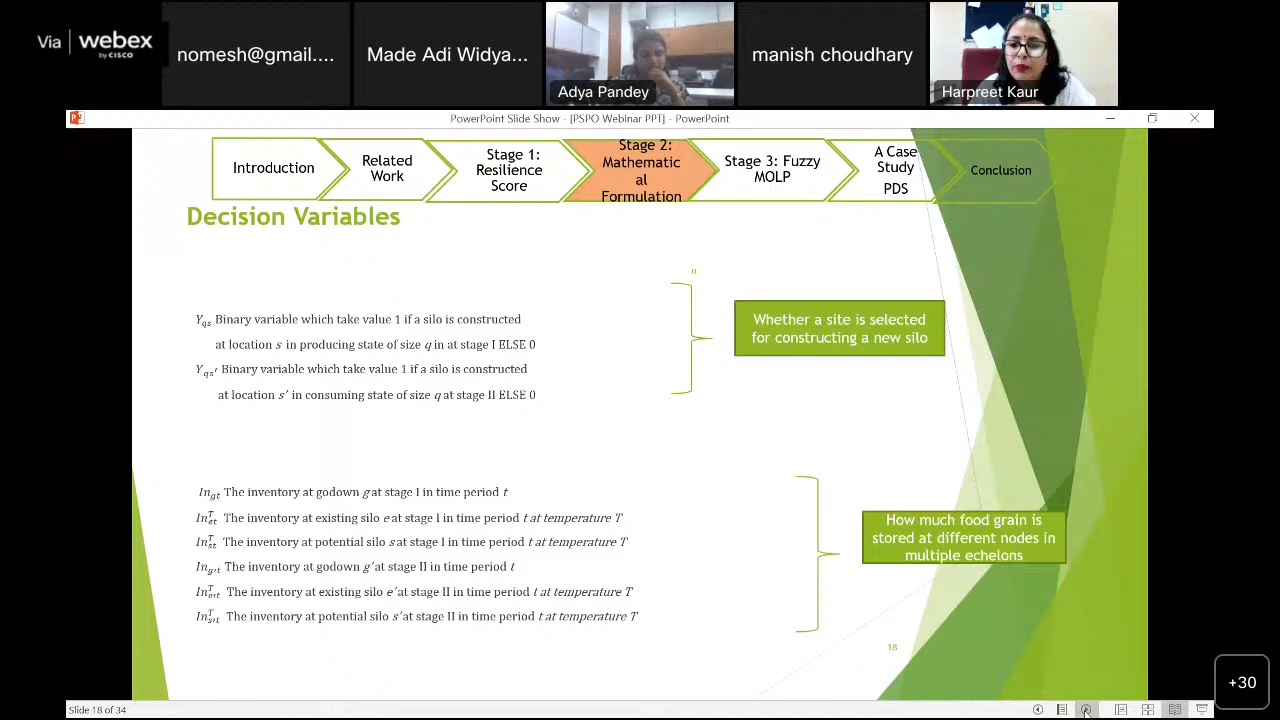 Via webex
by CISCO
nomesh@gmail....
Made Adi Widya...
Adya Pandey
manish choudhary
Harpreet Kaur
PowerPoint Slide Show - [PSPO Webinar PPT] - PowerPoint
Introduction
Related
Work
Stage 1:
Resilience
Score
Stage 2:
Mathematic
al
Formulation
Stage 3: Fuzzy
MOLP
A Case
Study
PDS
Conclusion
Decision Variables
"
Yqs Binary variable which take value 1 if a silo is constructed
at location s in producing state of size q in at stage I ELSE 0
Yqs′ Binary variable which take value 1 if a silo is constructed
at location s′ in consuming state of size q at stage II ELSE 0
Whether a site is selected
for constructing a new silo
Ingt The inventory at godown g at stage I in time period t
InTet The inventory at existing silo e at stage I in time period t at temperature T
InTst The inventory at potential silo s at stage I in time period t at temperature T
Ing′t The inventory at godown g′ at stage II in time period t
InTe′t The inventory at existing silo e′ at stage II in time period t at temperature T
InTs′t The inventory at potential silo s′ at stage II in time period t at temperature T
How much food grain is
stored at different nodes in
multiple echelons
18
+30
Slide 18 of 34